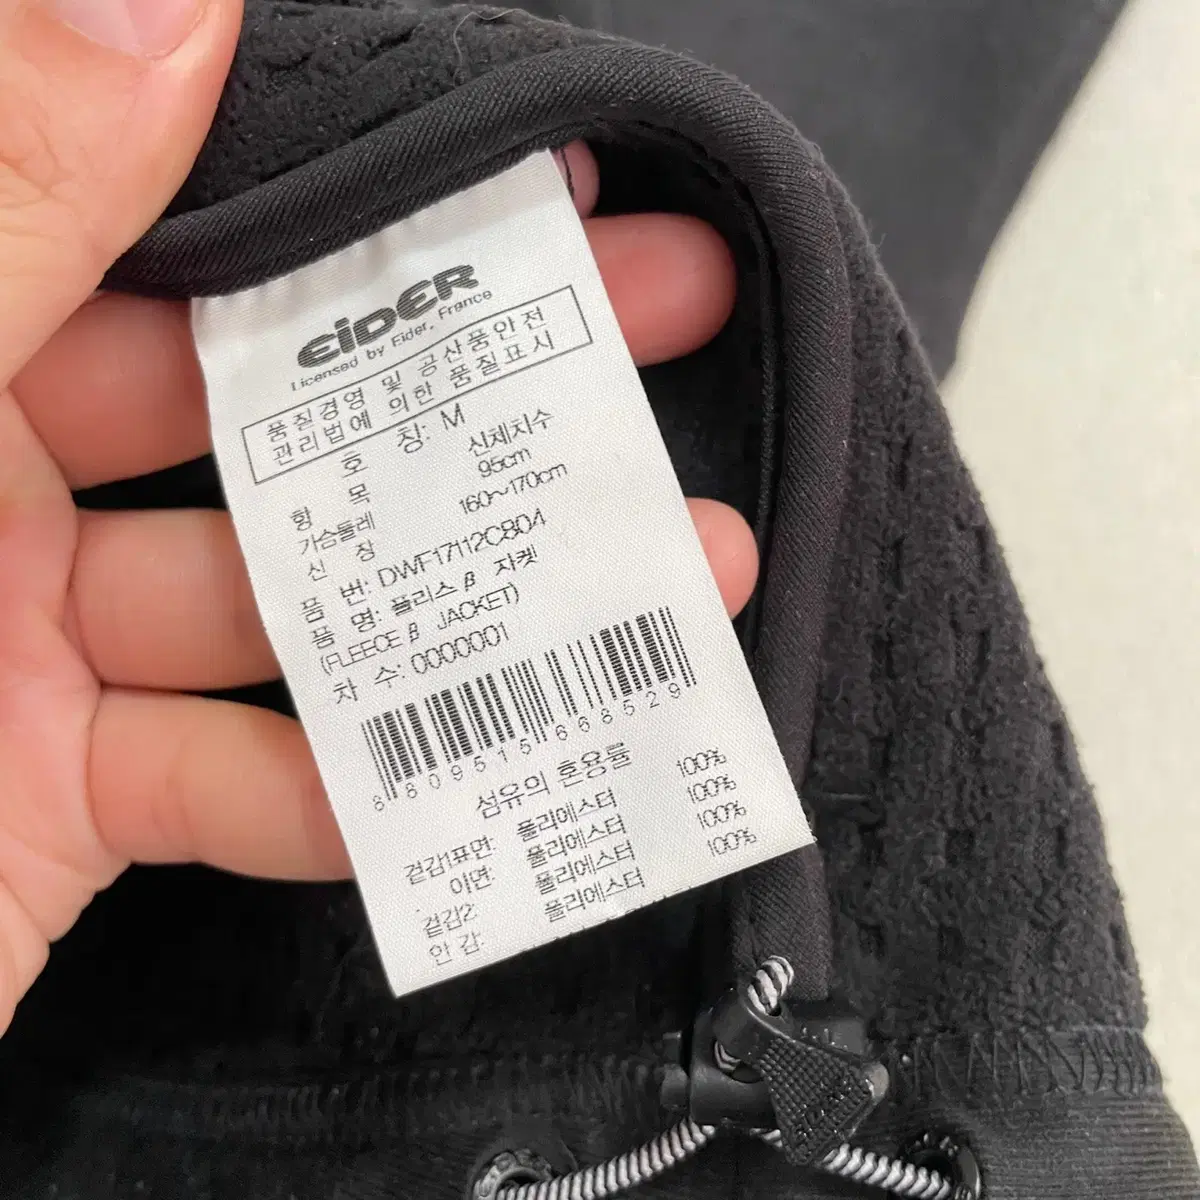 EiDER
Licensed by Eider, France
품질경영 및 공산품안전
관리법에 의한 품질표시
호 칭: M
항 목 신체치수
가슴둘레 95cm
신 장 160~170cm
품 번: DWF17112CB04
품 명: 플리스 β 자켓
(FLEECE β JACKET)
차 수: 0000001
8809515668529
섬유의 혼용률
겉감1표면: 폴리에스터 100%
이면: 폴리에스터 100%
겉감2: 폴리에스터 100%
안 감: 폴리에스터 100%